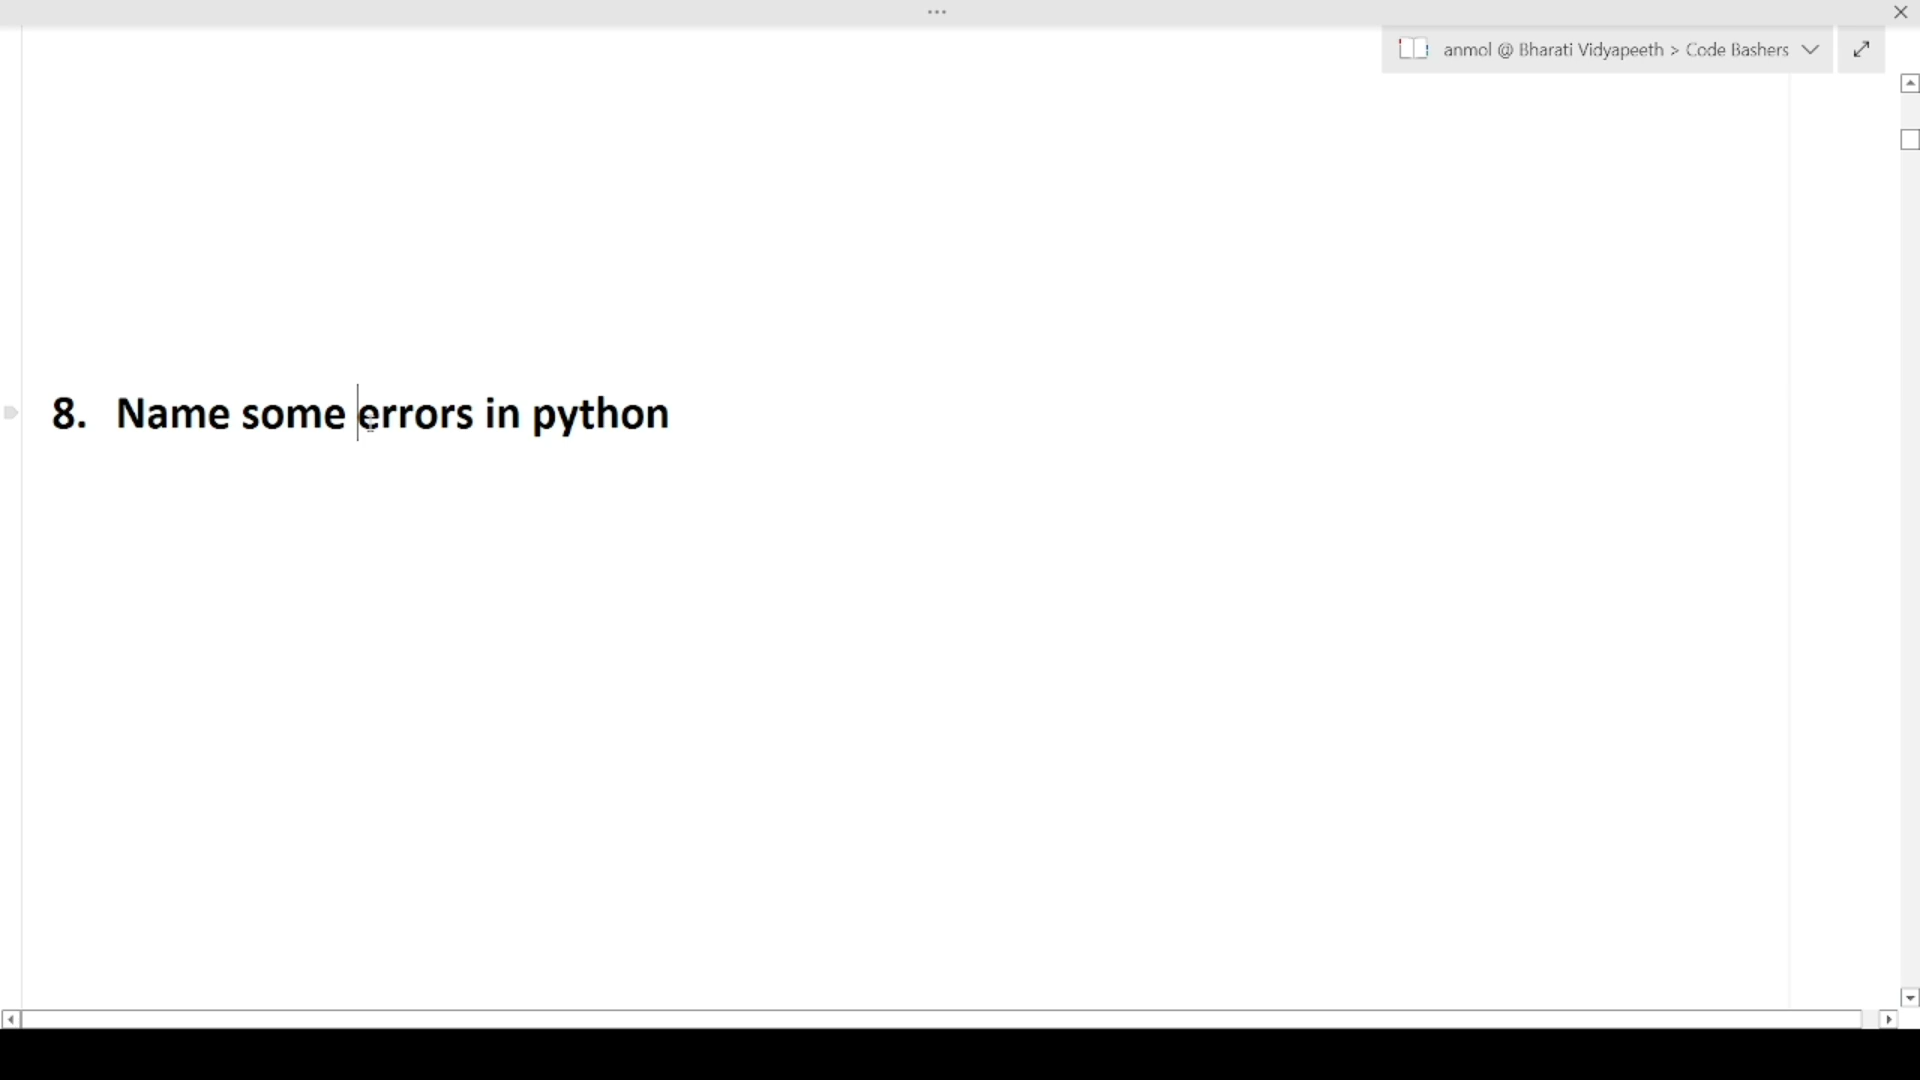 anmol @ Bharati Vidyapeeth > Code Bashers
8. Name some errors in python